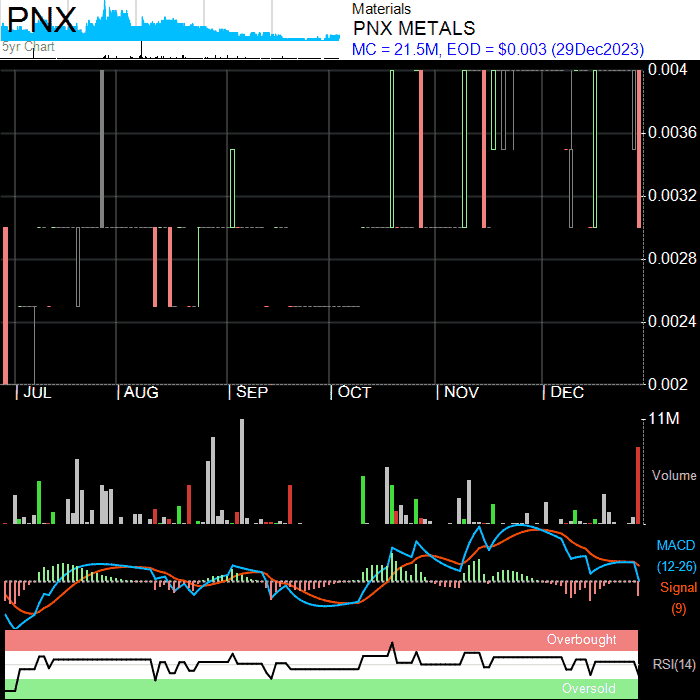 PNX
5yr Chart
Materials
PNX METALS
MC = 21.5M, EOD = $0.003 (29Dec2023)
0.004
0.0036
0.0032
0.0028
0.0024
0.002
JUL AUG SEP OCT NOV DEC
11M
Volume
MACD
(12-26)
Signal
(9)
Overbought
RSI(14)
Oversold